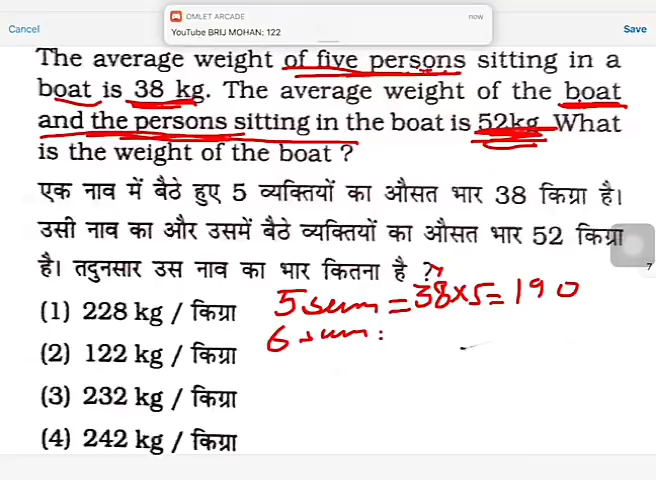 Cancel
OMLET ARCADE
now
YouTube BRIJ MOHAN: 122
Save
The average weight of five persons sitting in a
boat is 38 kg. The average weight of the boat
and the persons sitting in the boat is 52kg. What
is the weight of the boat ?
एक नाव में बैठे हुए 5 व्यक्तियों का औसत भार 38 किग्रा है।
उसी नाव का और उसमें बैठे व्यक्तियों का औसत भार 52 किग्रा
है। तदुनसार उस नाव का भार कितना है ?
7
(1) 228 kg / किग्रा
5 sum = 38×5 = 190
(2) 122 kg / किग्रा
6 sum :
(3) 232 kg / किग्रा
(4) 242 kg / किग्रा